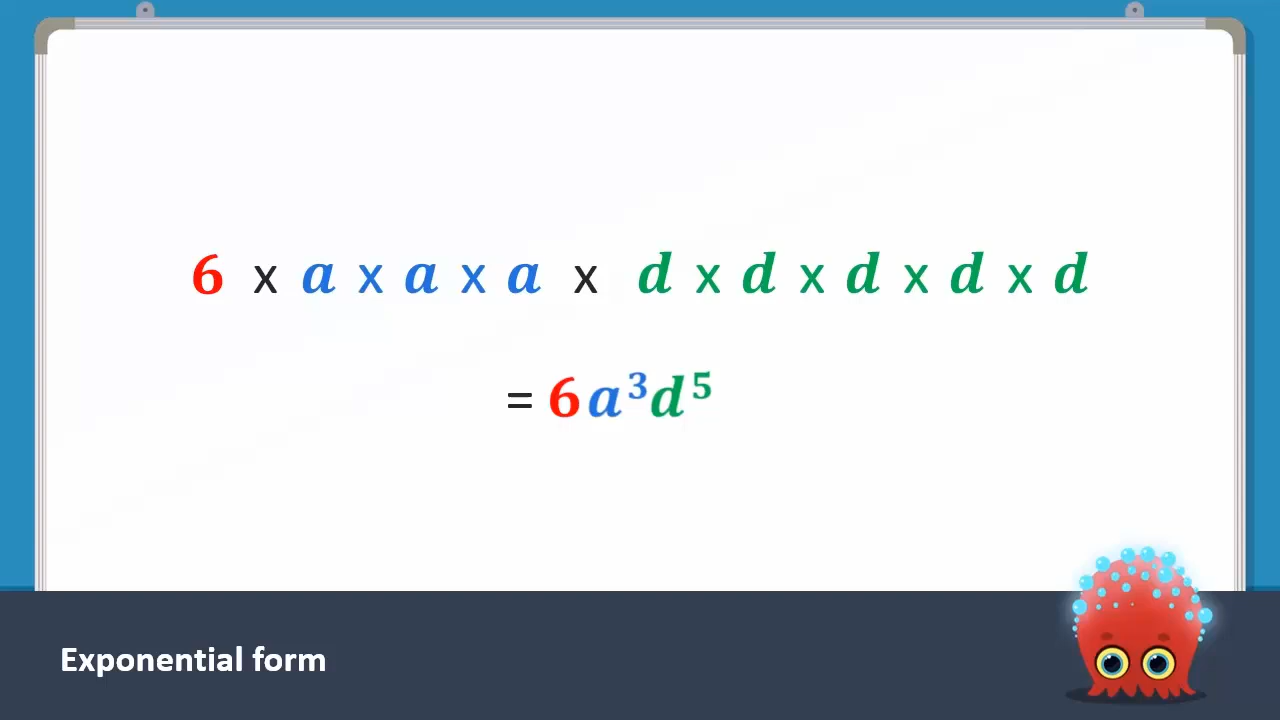 6 x a x a x a x d x d x d x d x d
= 6a³d⁵
Exponential form